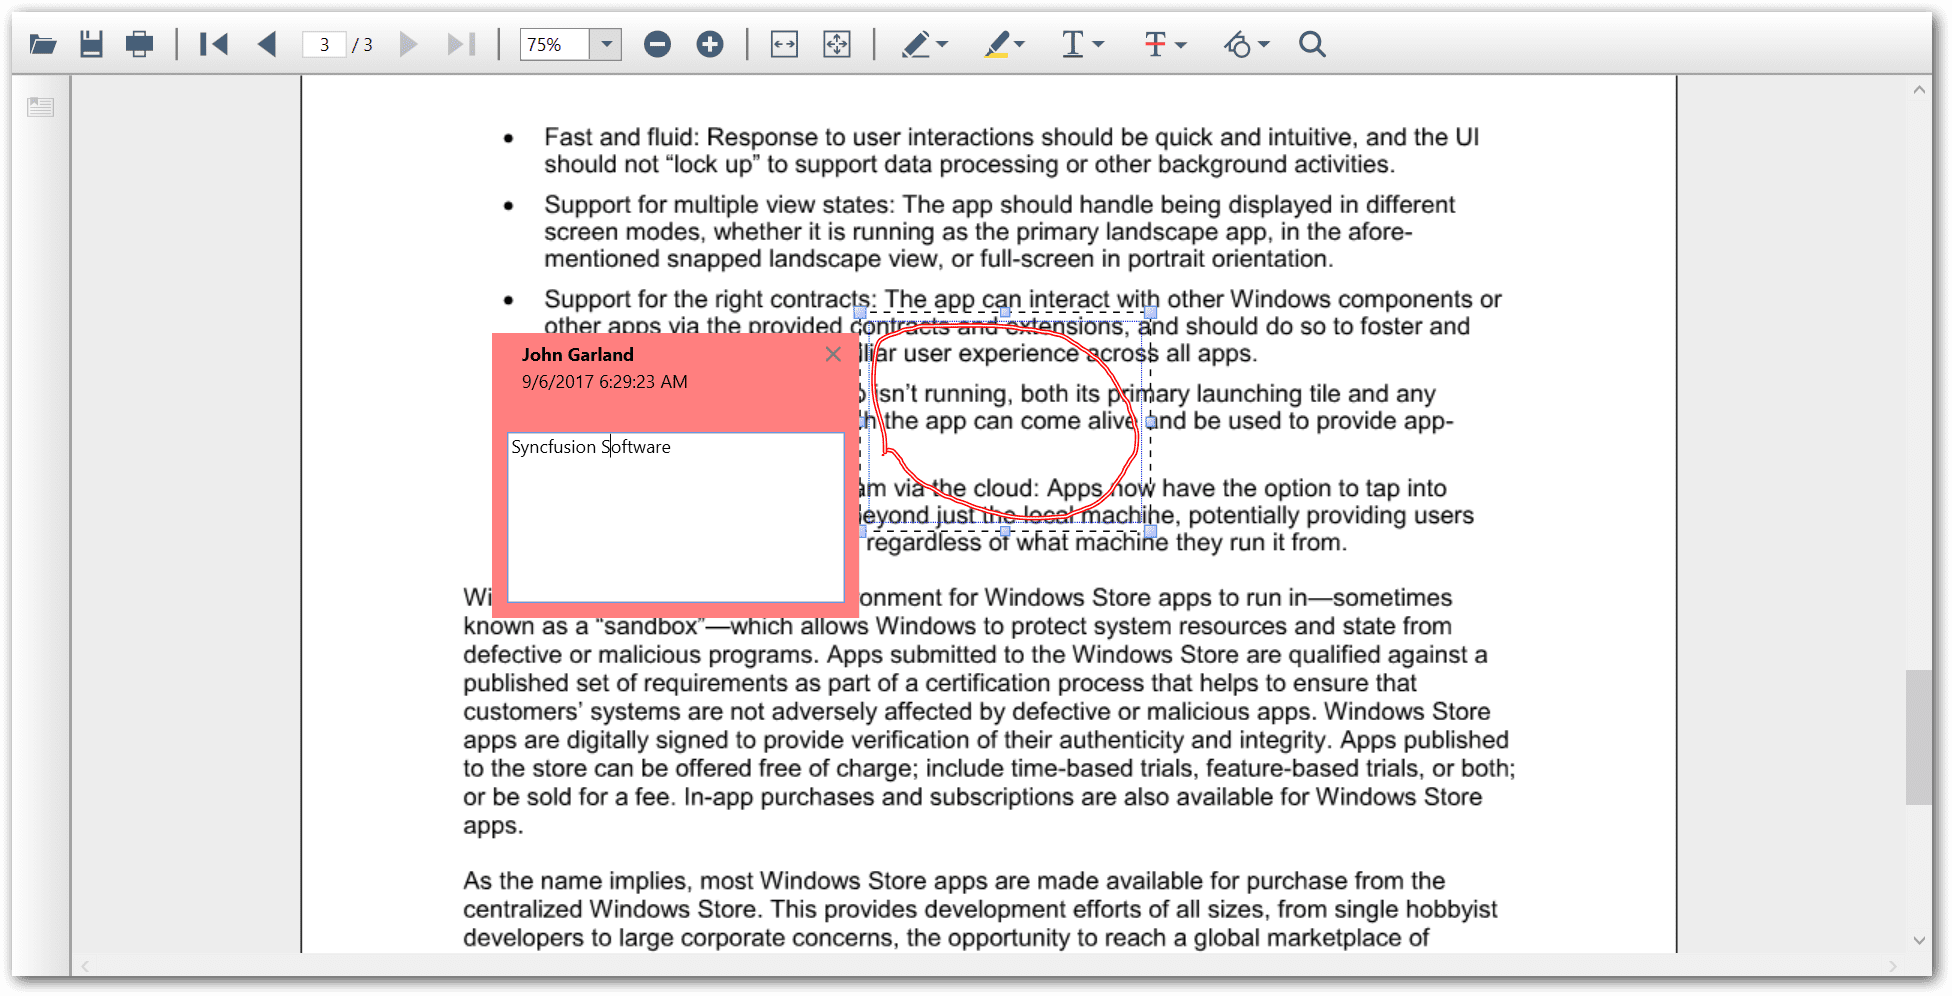 3 / 3 75%
• Fast and fluid: Response to user interactions should be quick and intuitive, and the UI
should not “lock up” to support data processing or other background activities.
• Support for multiple view states: The app should handle being displayed in different
screen modes, whether it is running as the primary landscape app, in the afore-
mentioned snapped landscape view, or full-screen in portrait orientation.
• Support for the right contracts: The app can interact with other Windows components or
other apps via the provided contracts and extensions, and should do so to foster and
user experience across all apps.
isn’t running, both its primary launching tile and any
the app can come alive and be used to provide app-
via the cloud: Apps now have the option to tap into
just the local machine, potentially providing users
regardless of what machine they run it from.
John Garland
9/6/2017 6:29:23 AM
Syncfusion Software
for Windows Store apps to run in—sometimes
known as a “sandbox”—which allows Windows to protect system resources and state from
defective or malicious programs. Apps submitted to the Windows Store are qualified against a
published set of requirements as part of a certification process that helps to ensure that
customers’ systems are not adversely affected by defective or malicious apps. Windows Store
apps are digitally signed to provide verification of their authenticity and integrity. Apps published
to the store can be offered free of charge; include time-based trials, feature-based trials, or both;
or be sold for a fee. In-app purchases and subscriptions are also available for Windows Store
apps.
As the name implies, most Windows Store apps are made available for purchase from the
centralized Windows Store. This provides development efforts of all sizes, from single hobbyist
developers to large corporate concerns, the opportunity to reach a global marketplace of